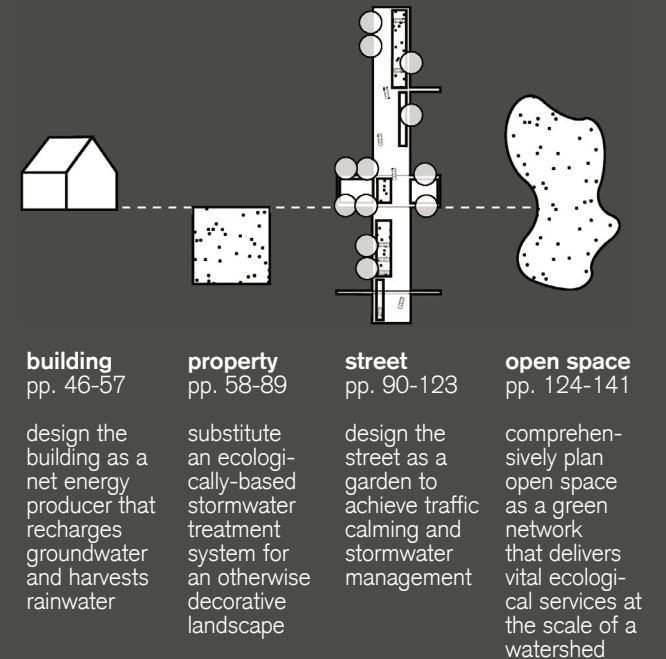 building
pp. 46-57
design the
building as a
net energy
producer that
recharges
groundwater
and harvests
rainwater
property
pp. 58-89
substitute
an ecologi-
cally-based
stormwater
treatment
system for
an otherwise
decorative
landscape
street
pp. 90-123
design the
street as a
garden to
achieve traffic
calming and
stormwater
management
open space
pp. 124-141
comprehen-
sively plan
open space
as a green
network
that delivers
vital ecologi-
cal services at
the scale of a
watershed